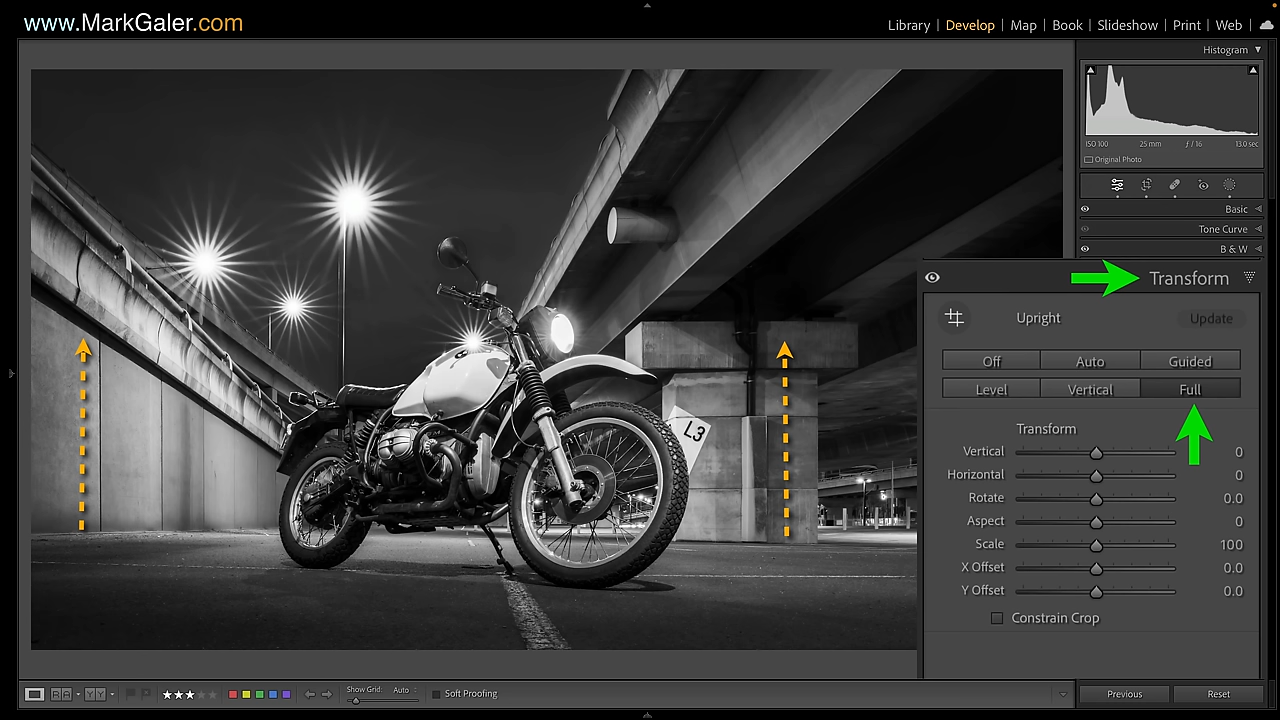 www.MarkGaler.com
Library | Develop | Map | Book | Slideshow | Print | Web |
Histogram
ISO 100 25 mm ƒ / 16 13.0 sec
Original Photo
Basic
Tone Curve
B & W
Transform
Upright Update
Off Auto Guided
Level Vertical Full
Transform
Vertical 0
Horizontal 0
Rotate 0.0
Aspect 0
Scale 100
X Offset 0.0
Y Offset 0.0
Constrain Crop
L3
R A Y Y Show Grid: Auto Soft Proofing
Previous Reset